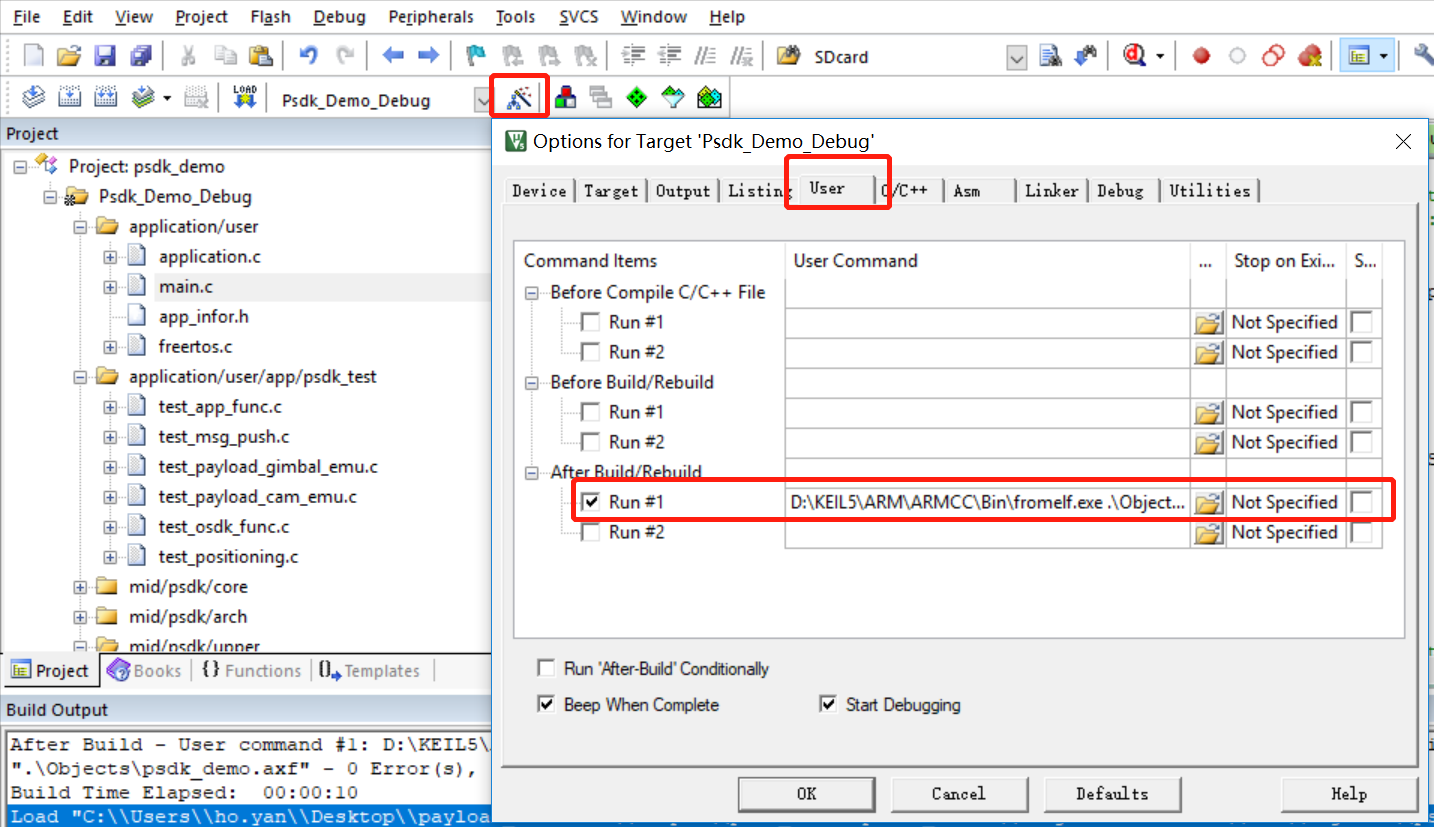 File Edit View Project Flash Debug Peripherals Tools SVCS Window Help
SDcard
LOAD
Psdk_Demo_Debug
Project
Project: psdk_demo
Psdk_Demo_Debug
application/user
application.c
main.c
app_infor.h
freertos.c
application/user/app/psdk_test
test_app_func.c
test_msg_push.c
test_payload_gimbal_emu.c
test_payload_cam_emu.c
test_osdk_func.c
test_positioning.c
mid/psdk/core
mid/psdk/arch
mid/psdk/upper
Project Books Functions Templates
Build Output
After Build - User command #1: D:\KEIL5\
".\Objects\psdk_demo.axf" - 0 Error(s),
Build Time Elapsed: 00:00:10
Load "C:\\Users\\ho.yan\\Desktop\\payloa
Options for Target 'Psdk_Demo_Debug'
Device Target Output Listing User C/C++ Asm Linker Debug Utilities
Command Items User Command ... Stop on Exi... S...
Before Compile C/C++ File
Run #1 Not Specified
Run #2 Not Specified
Before Build/Rebuild
Run #1 Not Specified
Run #2 Not Specified
After Build/Rebuild
Run #1 D:\KEIL5\ARM\ARMCC\Bin\fromelf.exe .\Object... Not Specified
Run #2 Not Specified
Run 'After-Build' Conditionally
Beep When Complete Start Debugging
OK Cancel Defaults Help